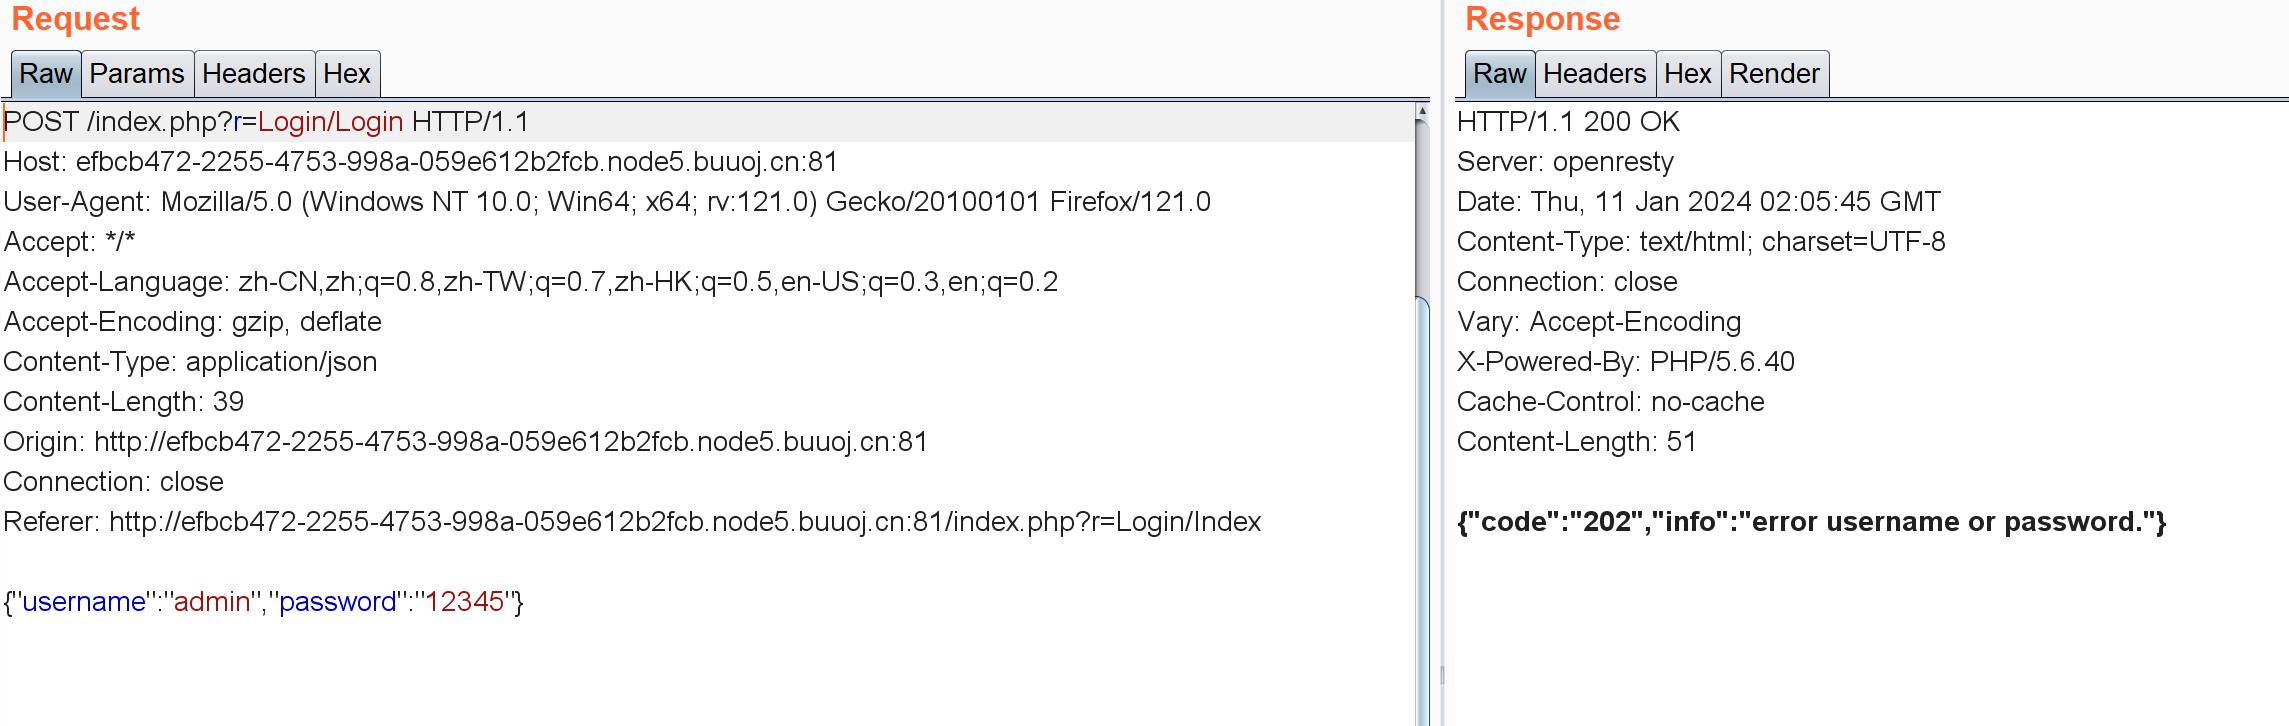 Request
Raw Params Headers Hex
POST /index.php?r=Login/Login HTTP/1.1
Host: efbcb472-2255-4753-998a-059e612b2fcb.node5.buuoj.cn:81
User-Agent: Mozilla/5.0 (Windows NT 10.0; Win64; x64; rv:121.0) Gecko/20100101 Firefox/121.0
Accept: */*
Accept-Language: zh-CN,zh;q=0.8,zh-TW;q=0.7,zh-HK;q=0.5,en-US;q=0.3,en;q=0.2
Accept-Encoding: gzip, deflate
Content-Type: application/json
Content-Length: 39
Origin: http://efbcb472-2255-4753-998a-059e612b2fcb.node5.buuoj.cn:81
Connection: close
Referer: http://efbcb472-2255-4753-998a-059e612b2fcb.node5.buuoj.cn:81/index.php?r=Login/Index
{"username":"admin","password":"12345"}
Response
Raw Headers Hex Render
HTTP/1.1 200 OK
Server: openresty
Date: Thu, 11 Jan 2024 02:05:45 GMT
Content-Type: text/html; charset=UTF-8
Connection: close
Vary: Accept-Encoding
X-Powered-By: PHP/5.6.40
Cache-Control: no-cache
Content-Length: 51
{"code":"202","info":"error username or password."}